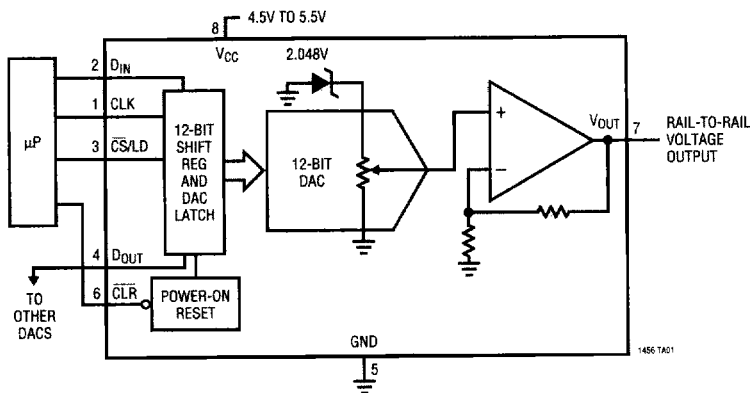 4.5V TO 5.5V
8
VCC
2.048V
µP
2 DIN
1 CLK
3 C̅S̅/LD
12-BIT
SHIFT
REG
AND
DAC
LATCH
12-BIT
DAC
+
−
VOUT
7
RAIL-TO-RAIL
VOLTAGE
OUTPUT
4 DOUT
TO
OTHER
DACS
6 C̅L̅R̅
POWER-ON
RESET
GND
5
1456 TA01